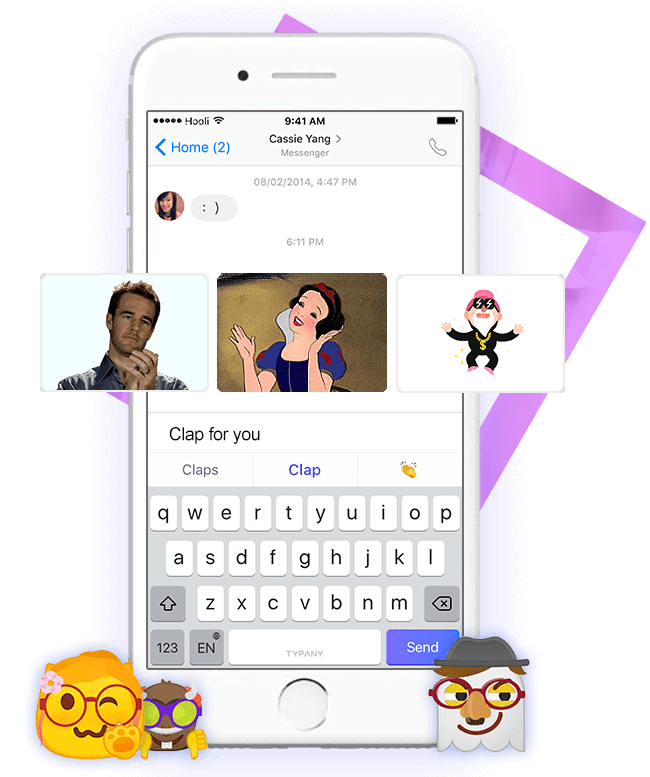 Hooli 9:41 AM
Home (2) Cassie Yang
Messenger
08/02/2014, 4:47 PM
: )
6:11 PM
Clap for you
Claps Clap 👏
q w e r t y u i o p
a s d f g h j k l
z x c v b n m
123 EN TYPANY Send